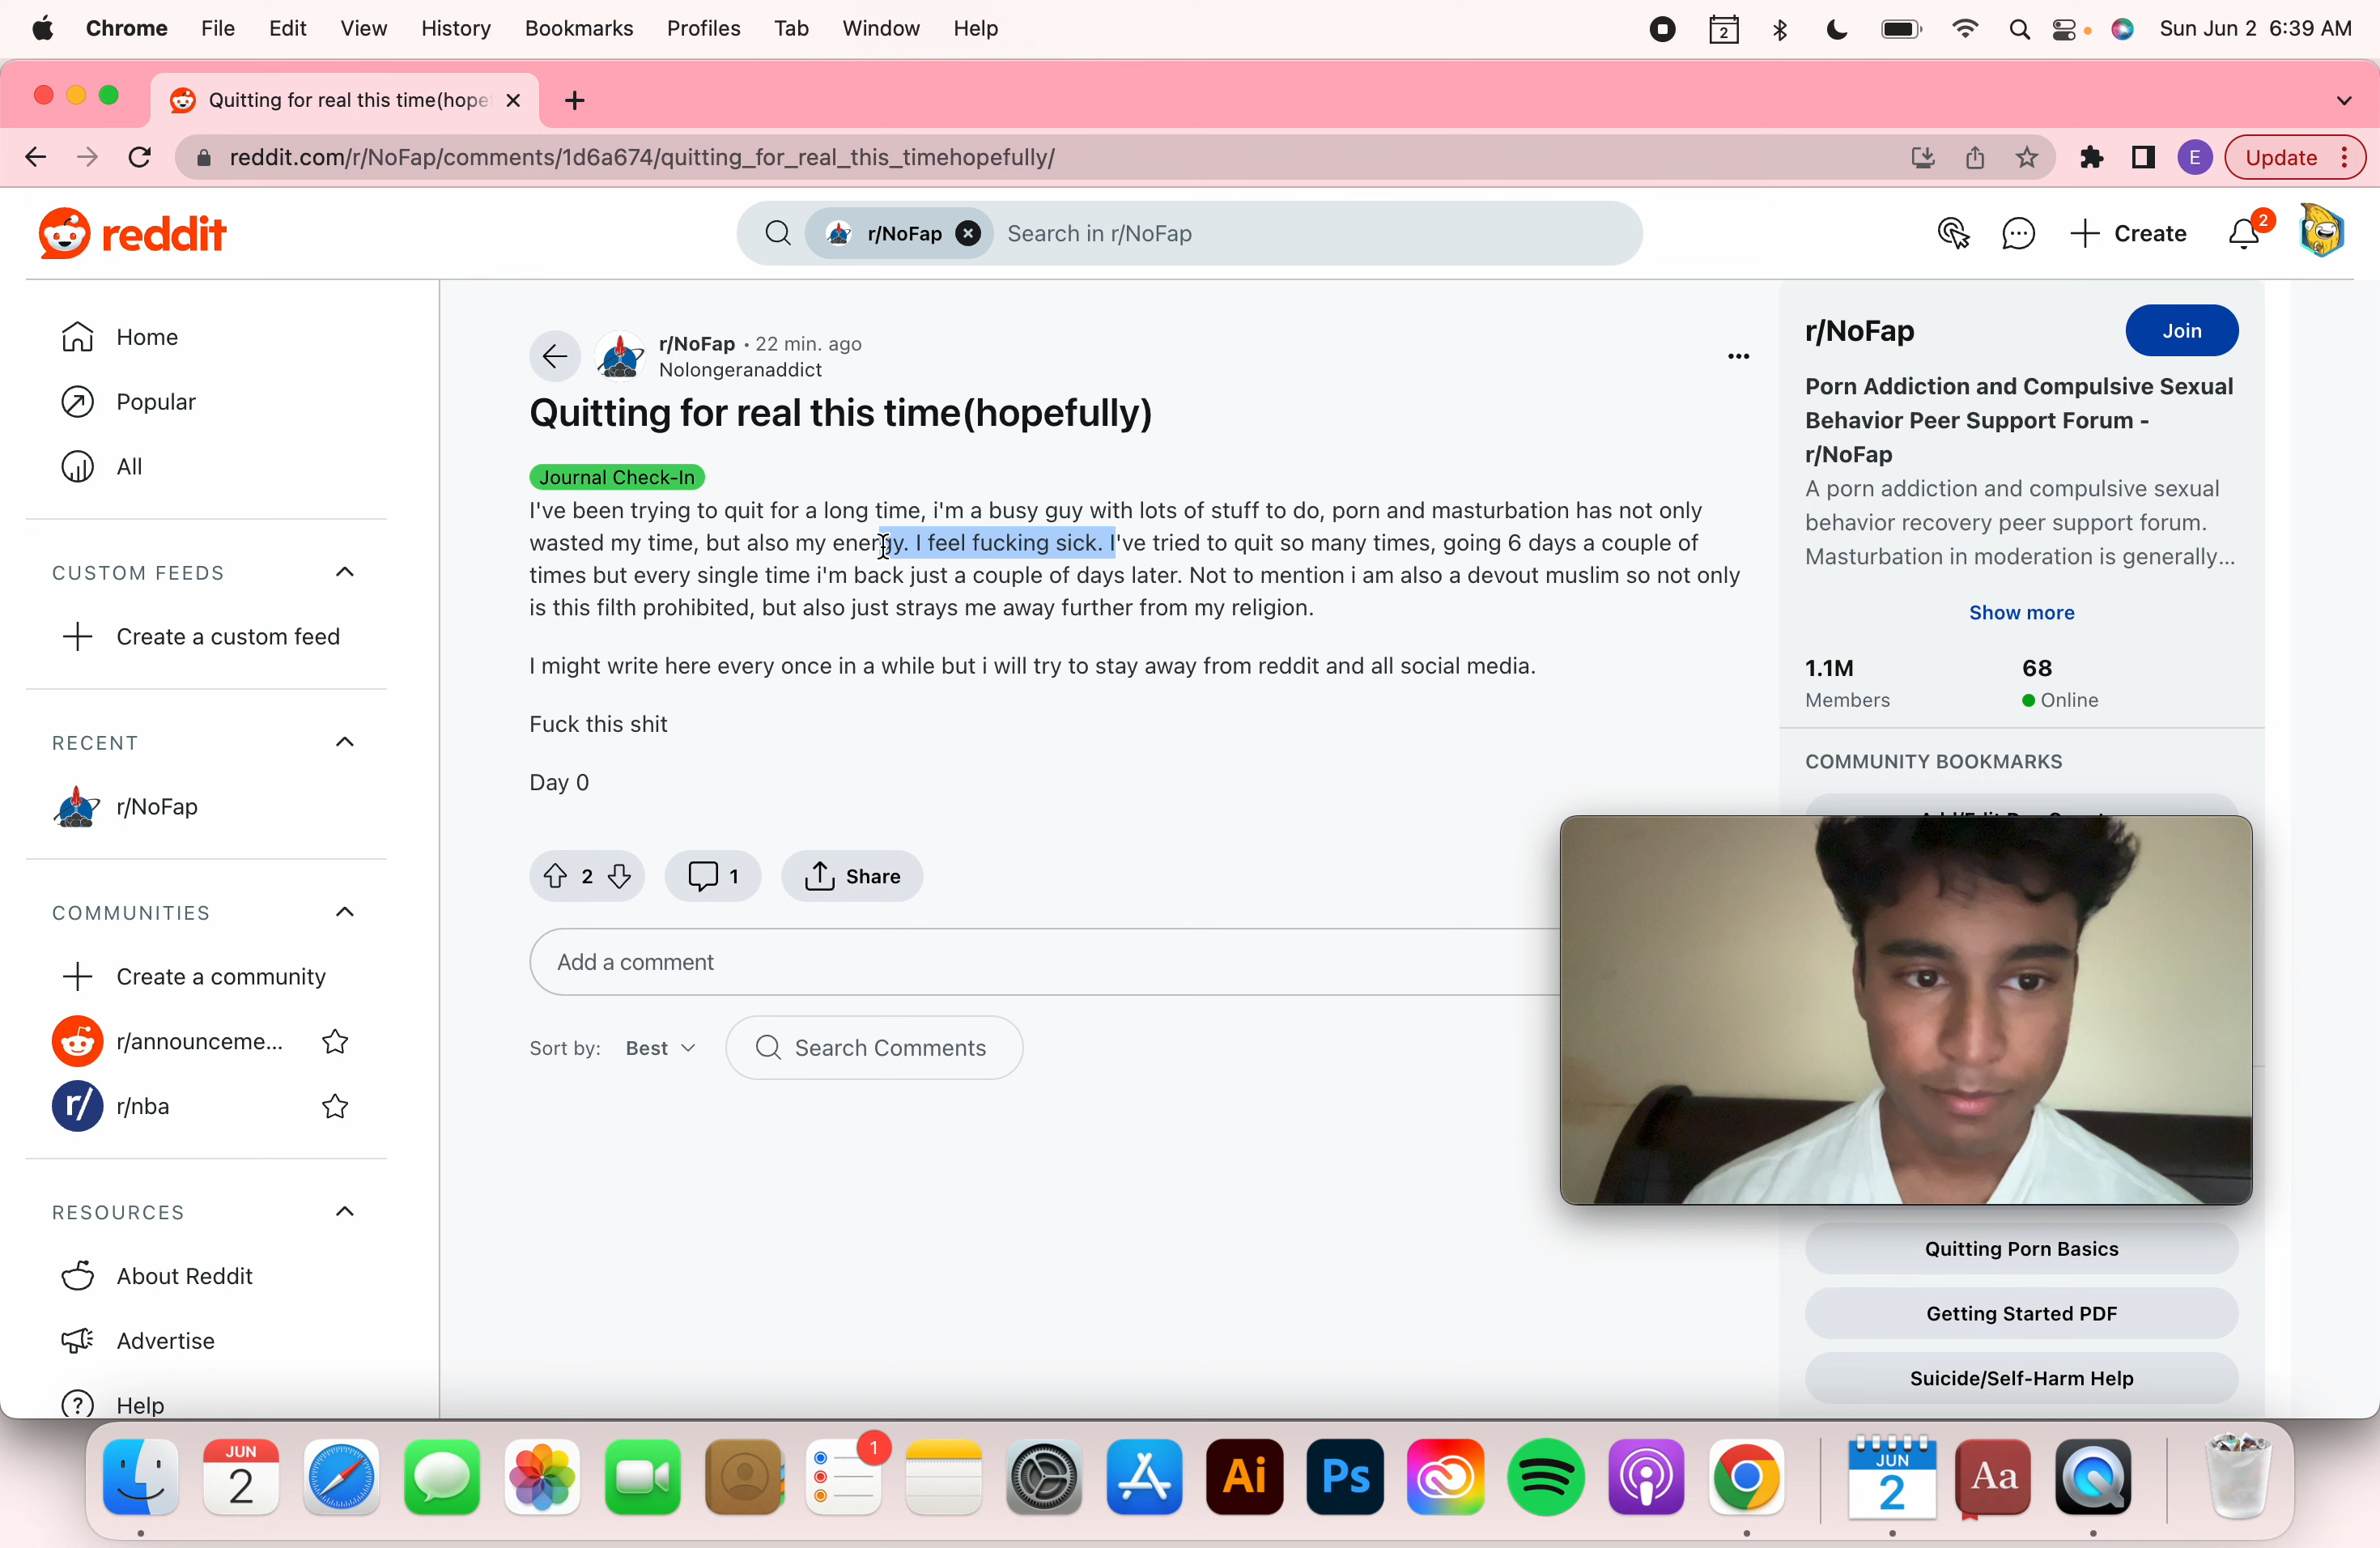 Chrome File Edit View History Bookmarks Profiles Tab Window Help
2
Sun Jun 2 6:39 AM
Quitting for real this time(hope
reddit.com/r/NoFap/comments/1d6a674/quitting_for_real_this_timehopefully/
E
Update
reddit
r/NoFap
Search in r/NoFap
Create
2
Home
Popular
All
CUSTOM FEEDS
Create a custom feed
RECENT
r/NoFap
COMMUNITIES
Create a community
r/announceme...
r/
r/nba
RESOURCES
About Reddit
Advertise
Help
r/NoFap • 22 min. ago
Nolongeranaddict
Quitting for real this time(hopefully)
Journal Check-In
I've been trying to quit for a long time, i'm a busy guy with lots of stuff to do, porn and masturbation has not only
wasted my time, but also my energy. I feel fucking sick. I've tried to quit so many times, going 6 days a couple of
times but every single time i'm back just a couple of days later. Not to mention i am also a devout muslim so not only
is this filth prohibited, but also just strays me away further from my religion.
I might write here every once in a while but i will try to stay away from reddit and all social media.
Fuck this shit
Day 0
2
1
Share
Add a comment
Sort by: Best
Search Comments
r/NoFap
Join
Porn Addiction and Compulsive Sexual
Behavior Peer Support Forum -
r/NoFap
A porn addiction and compulsive sexual
behavior recovery peer support forum.
Masturbation in moderation is generally...
Show more
1.1M
Members
68
Online
COMMUNITY BOOKMARKS
Quitting Porn Basics
Getting Started PDF
Suicide/Self-Harm Help
JUN
2
1
Ai
Ps
JUN
2
Aa